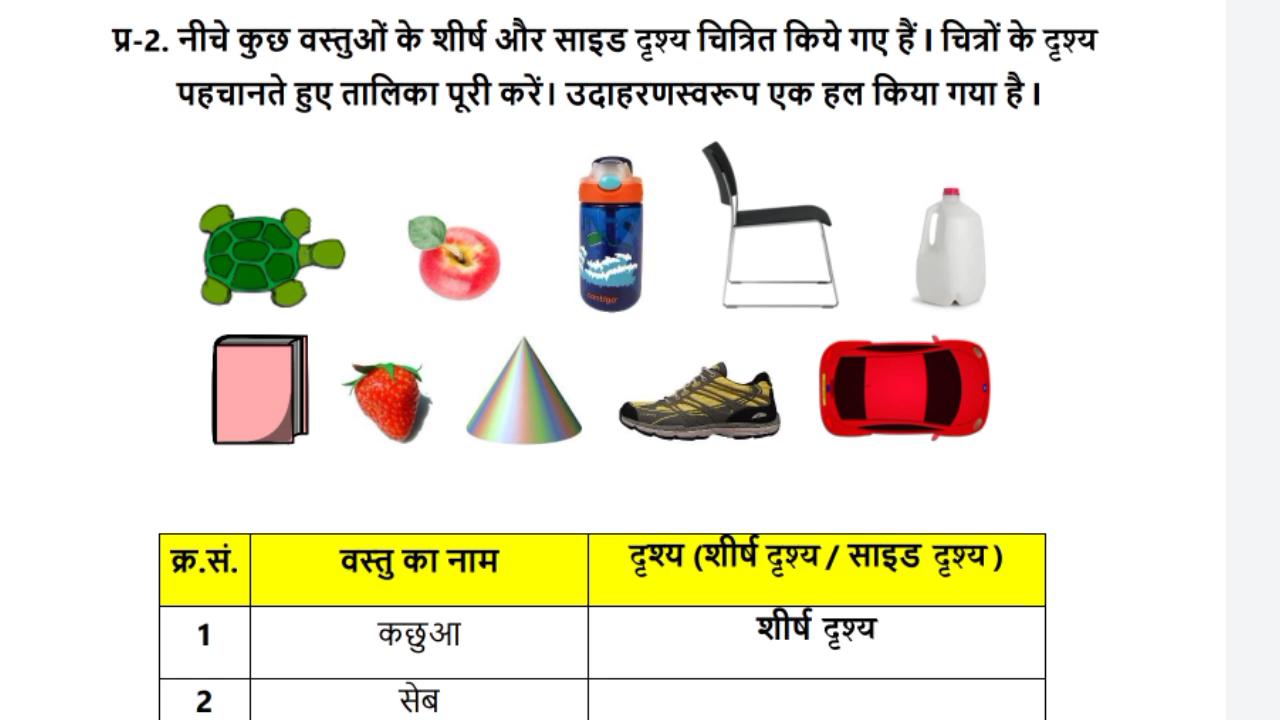 प्र-2. नीचे कुछ वस्तुओं के शीर्ष और साइड दृश्य चित्रित किये गए हैं I चित्रों के दृश्य
पहचानते हुए तालिका पूरी करें। उदाहरणस्वरूप एक हल किया गया है I
contigo
क्र.सं. वस्तु का नाम दृश्य (शीर्ष दृश्य / साइड दृश्य )
1 कछुआ शीर्ष दृश्य
2 सेब